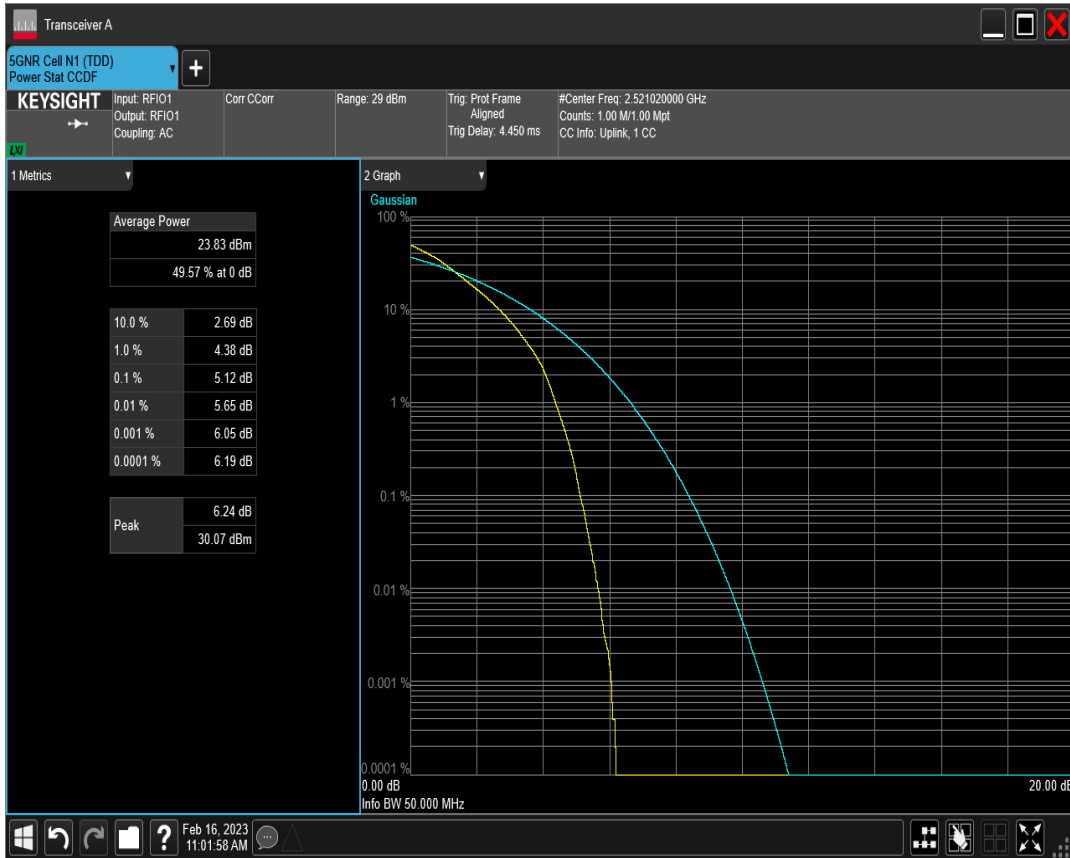 Transceiver A
5GNR Cell N1 (TDD)
Power Stat CCDF
KEYSIGHT
LXI
Input: RFIO1
Output: RFIO1
Coupling: AC
Corr CCorr
Range: 29 dBm
Trig: Prot Frame
Aligned
Trig Delay: 4.450 ms
#Center Freq: 2.521020000 GHz
Counts: 1.00 M/1.00 Mpt
CC Info: Uplink, 1 CC
1 Metrics
Average Power
23.83 dBm
49.57 % at 0 dB
10.0 % 2.69 dB
1.0 % 4.38 dB
0.1 % 5.12 dB
0.01 % 5.65 dB
0.001 % 6.05 dB
0.0001 % 6.19 dB
Peak
6.24 dB
30.07 dBm
2 Graph
Gaussian
100 %
10 %
1 %
0.1 %
0.01 %
0.001 %
0.0001 %
0.00 dB 20.00 dB
Info BW 50.000 MHz
? Feb 16, 2023
11:01:58 AM